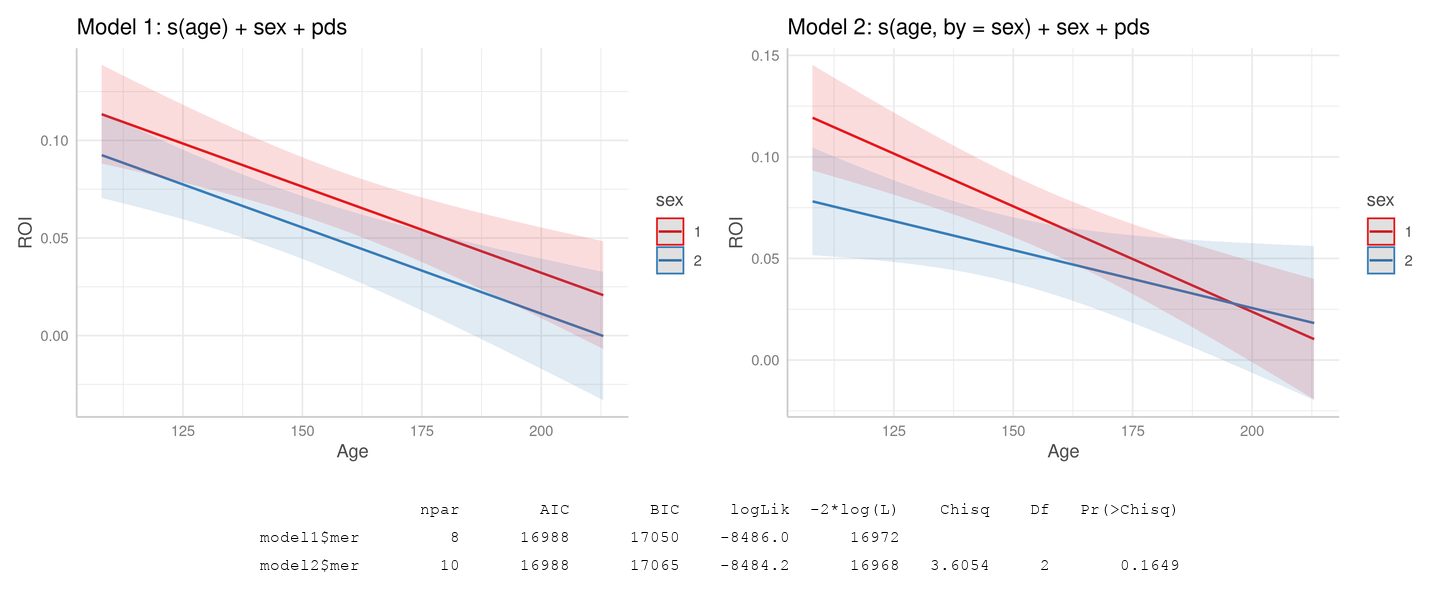 Model 1: s(age) + sex + pds
0.10
0.05
0.00
ROI
125 150 175 200
Age
sex
1
2
Model 2: s(age, by = sex) + sex + pds
0.15
0.10
0.05
0.00
ROI
125 150 175 200
Age
sex
1
2
npar AIC BIC logLik -2*log(L) Chisq Df Pr(>Chisq)
model1$mer 8 16988 17050 -8486.0 16972
model2$mer 10 16988 17065 -8484.2 16968 3.6054 2 0.1649